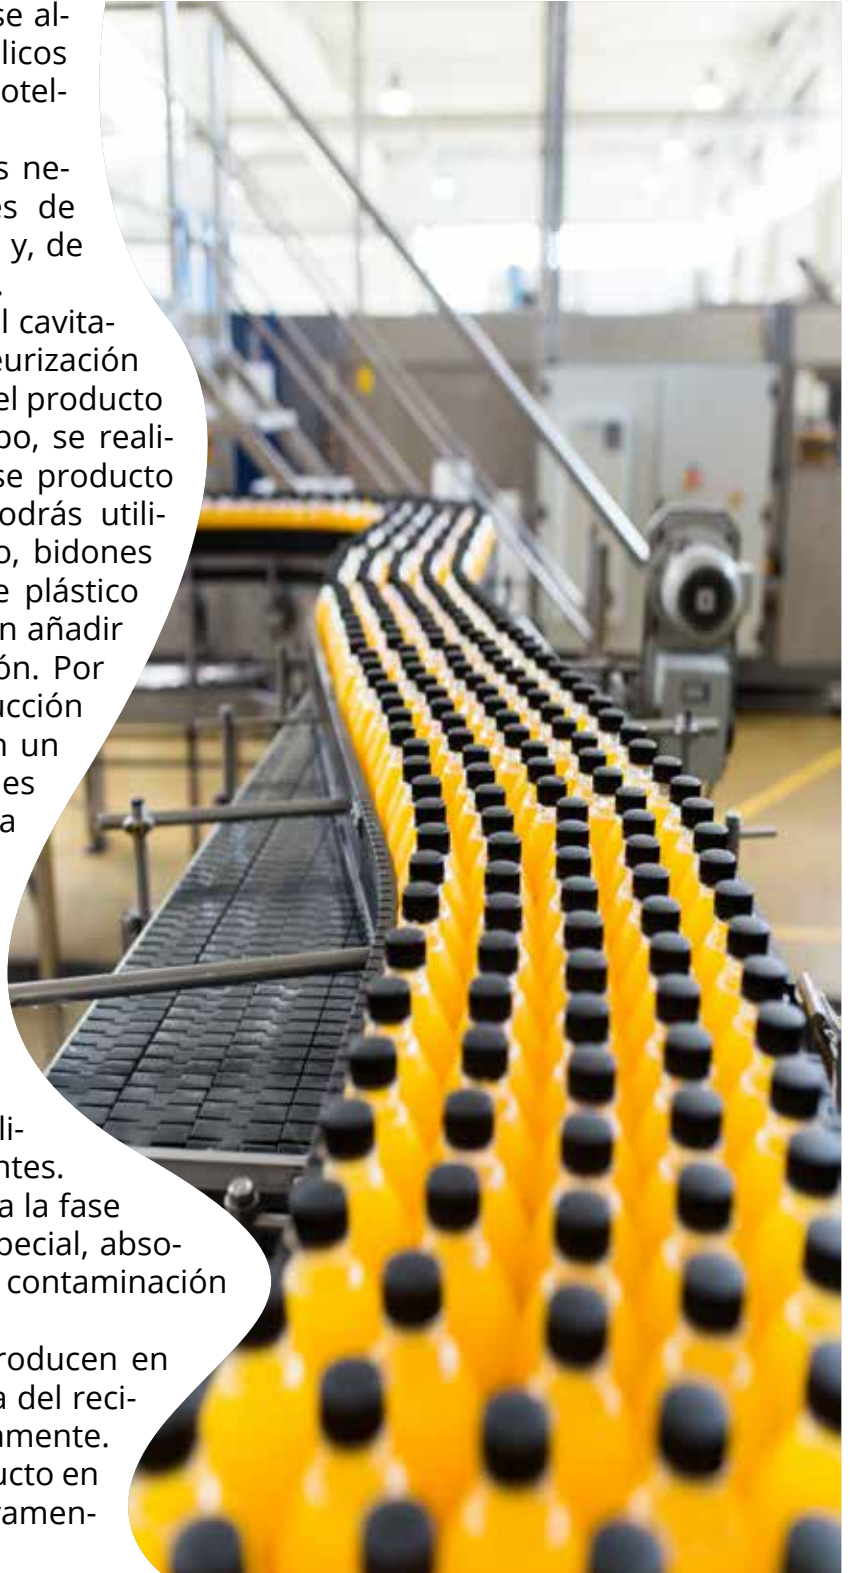 se al-
licos
otel-
s ne-
es de
y, de
.
l cavita-
eurización
el producto
po, se reali-
se producto
odrás utili-
o, bidones
e plástico
n añadir
ón. Por
ucción
n un
es
a
li-
ntes.
a la fase
pecial, abso-
contaminación
roducen en
a del reci-
amente.
ucto en
vamen-